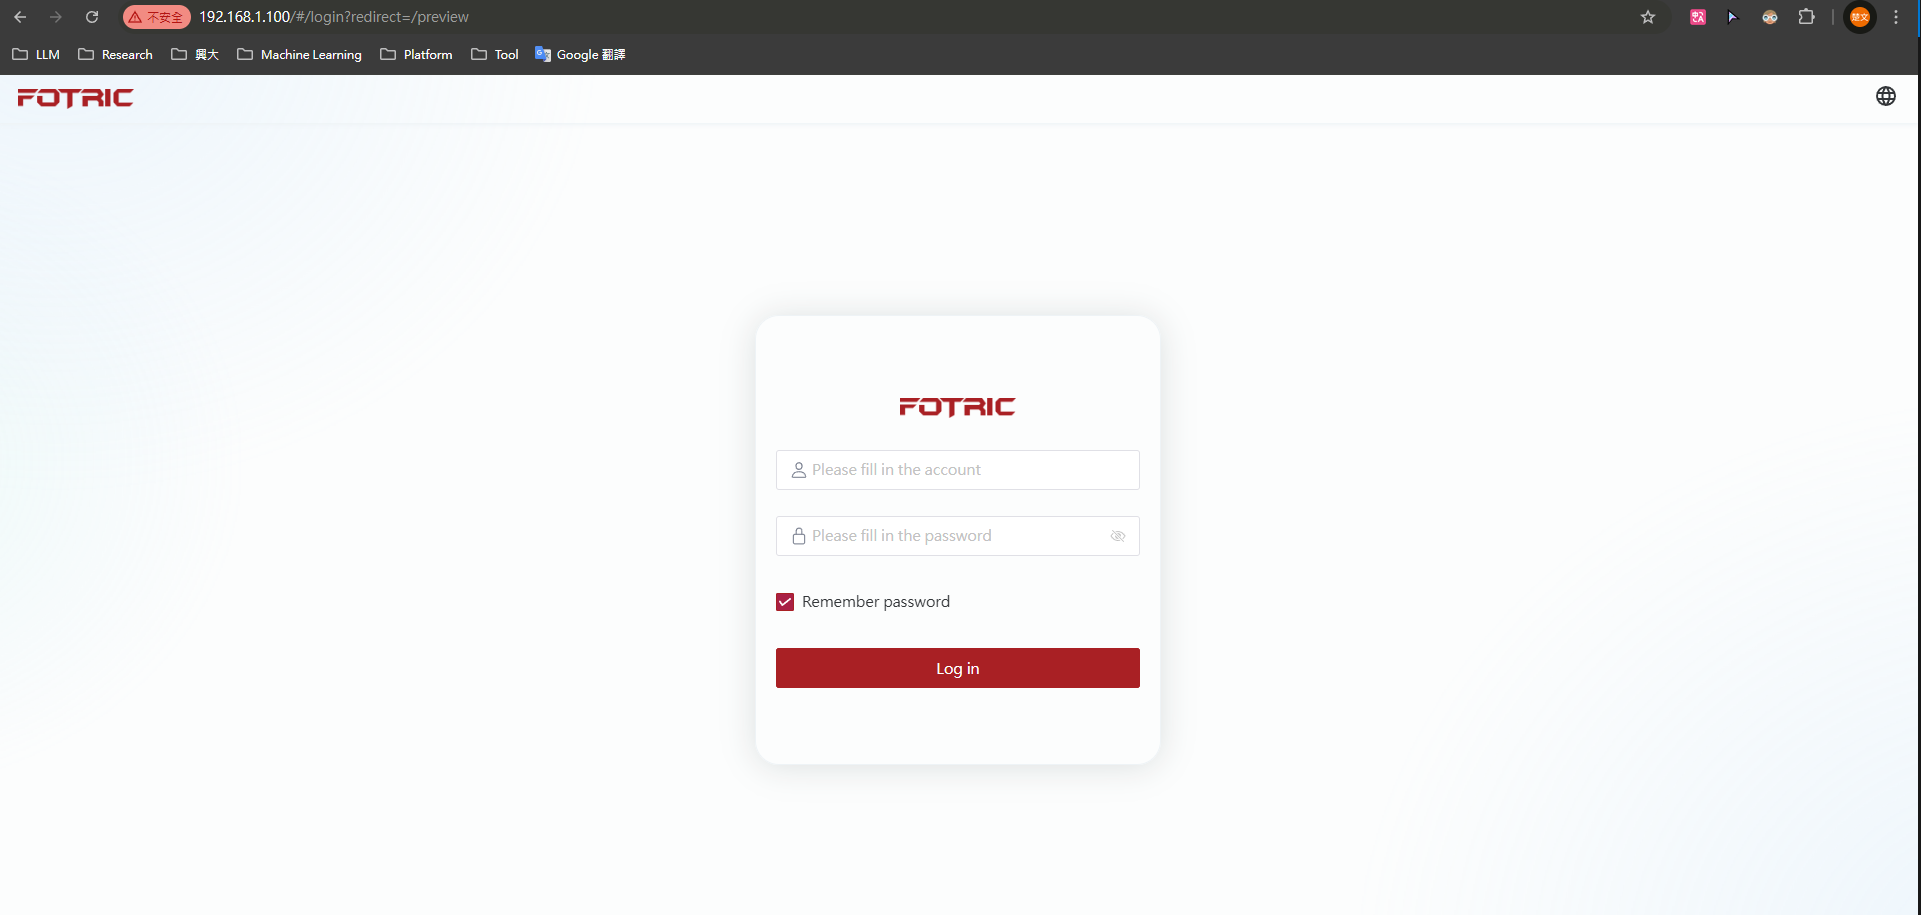 不安全 192.168.1.100/#/login?redirect=/preview
LLM Research 興大 Machine Learning Platform Tool Google 翻譯
FOTRIC
FOTRIC
Please fill in the account
Please fill in the password
Remember password
Log in